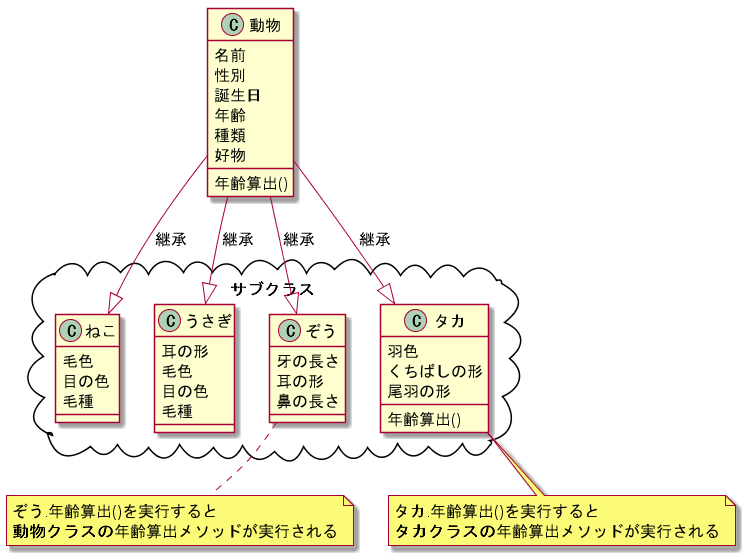 C 動物
名前
性別
誕生日
年齢
種類
好物
年齢算出()
継承 継承 継承 継承
サブクラス
C ねこ
毛色
目の色
毛種
C うさぎ
耳の形
毛色
目の色
毛種
C ぞう
牙の長さ
耳の形
鼻の長さ
C タカ
羽色
くちばしの形
尾羽の形
年齢算出()
ぞう.年齢算出()を実行すると
動物クラスの年齢算出メソッドが実行される
タカ.年齢算出()を実行すると
タカクラスの年齢算出メソッドが実行される